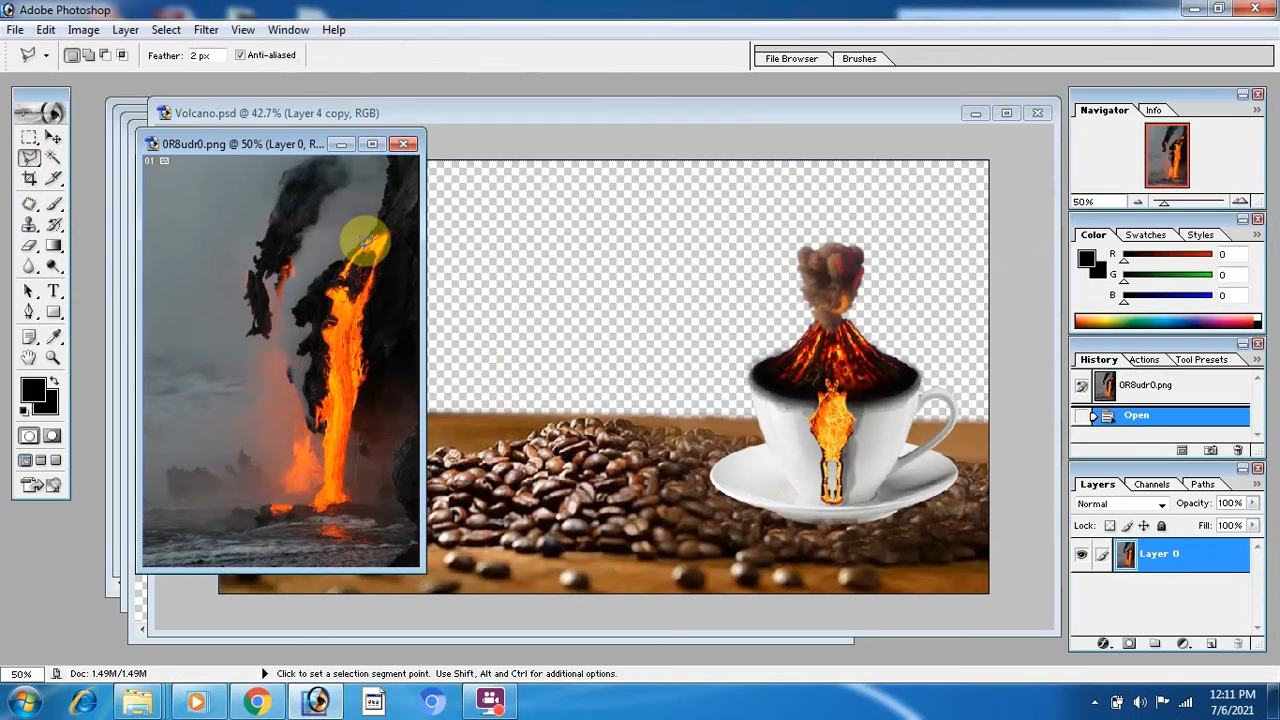 Adobe Photoshop
File Edit Image Layer Select Filter View Window Help
Feather: 2 px Anti-aliased
File Browser Brushes
Volcano.psd @ 42.7% (Layer 4 copy, RGB)
0R8udr0.png @ 50% (Layer 0, R...
01
Navigator Info
50%
Color Swatches Styles
R 0
G 0
B 0
History Actions Tool Presets
0R8udr0.png
Open
Layers Channels Paths
Normal Opacity: 100%
Lock: Fill: 100%
Layer 0
T
50% Doc: 1.49M/1.49M Click to set a selection segment point. Use Shift, Alt and Ctrl for additional options.
12:11 PM
7/6/2021